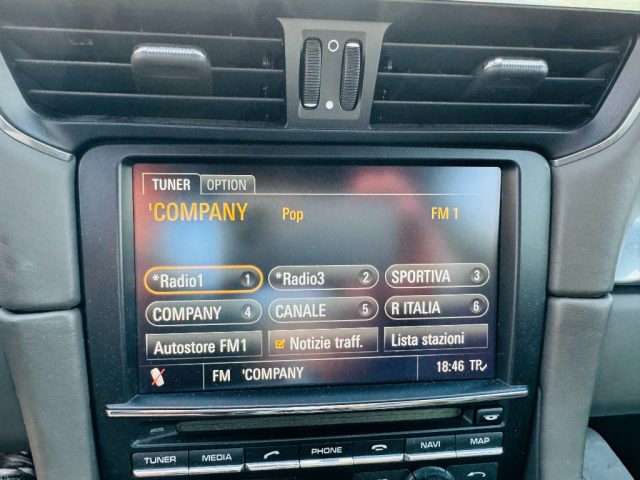 TUNER OPTION
'COMPANY Pop FM 1
*Radio1 1 *Radio3 2 SPORTIVA 3
COMPANY 4 CANALE 5 R ITALIA 6
Autostore FM1 Notizie traff. Lista stazioni
FM 'COMPANY 18:46 TP
TUNER MEDIA PHONE NAVI MAP